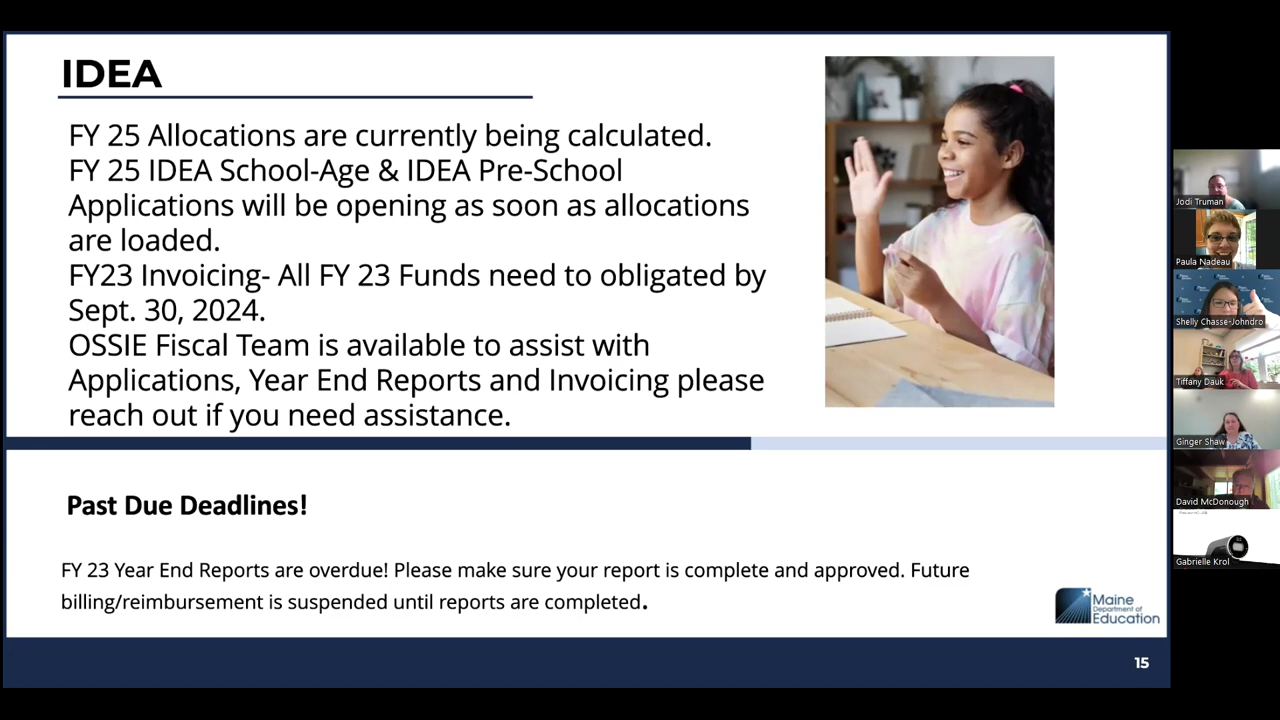 IDEA
FY 25 Allocations are currently being calculated.
FY 25 IDEA School-Age & IDEA Pre-School
Applications will be opening as soon as allocations
are loaded.
FY23 Invoicing- All FY 23 Funds need to obligated by
Sept. 30, 2024.
OSSIE Fiscal Team is available to assist with
Applications, Year End Reports and Invoicing please
reach out if you need assistance.
Past Due Deadlines!
FY 23 Year End Reports are overdue! Please make sure your report is complete and approved. Future
billing/reimbursement is suspended until reports are completed.
Maine
Department of
Education
15
Jodi Truman
Paula Nadeau
Shelly Chasse-Johndro
Tiffany Dauk
Ginger Shaw
David McDonough
Gabrielle Krol